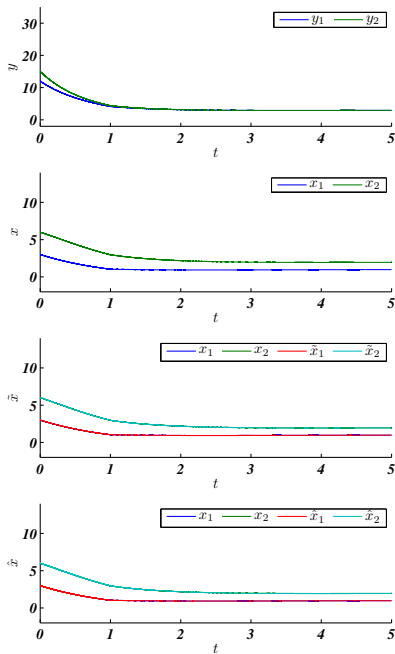 y₁ y₂
30
20
10
0
y
0 1 2 3 4 5
t
x₁ x₂
10
5
0
x
0 1 2 3 4 5
t
x₁ x₂ x̃₁ x̃₂
10
5
0
x̃
0 1 2 3 4 5
t
x₁ x₂ x̂₁ x̂₂
10
5
0
x̂
0 1 2 3 4 5
t